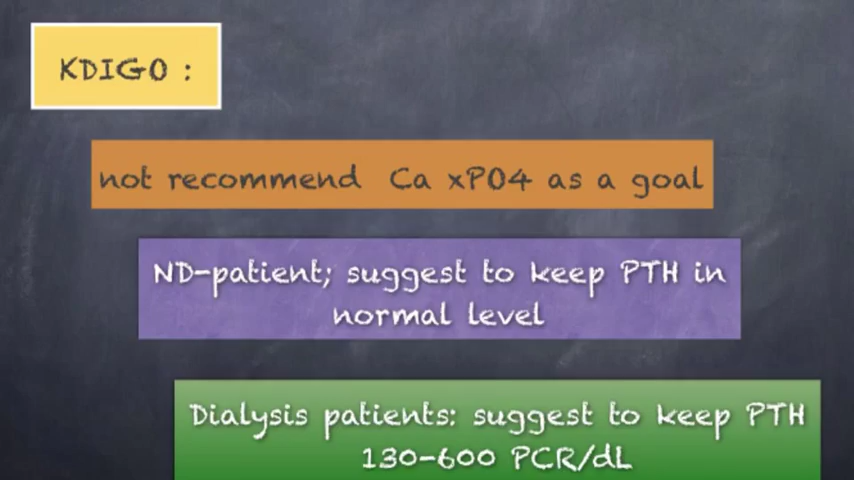 KDIGO :
not recommend Ca xPO4 as a goal
ND-patient; suggest to keep PTH in
normal level
Dialysis patients: suggest to keep PTH
130-600 PCR/dL